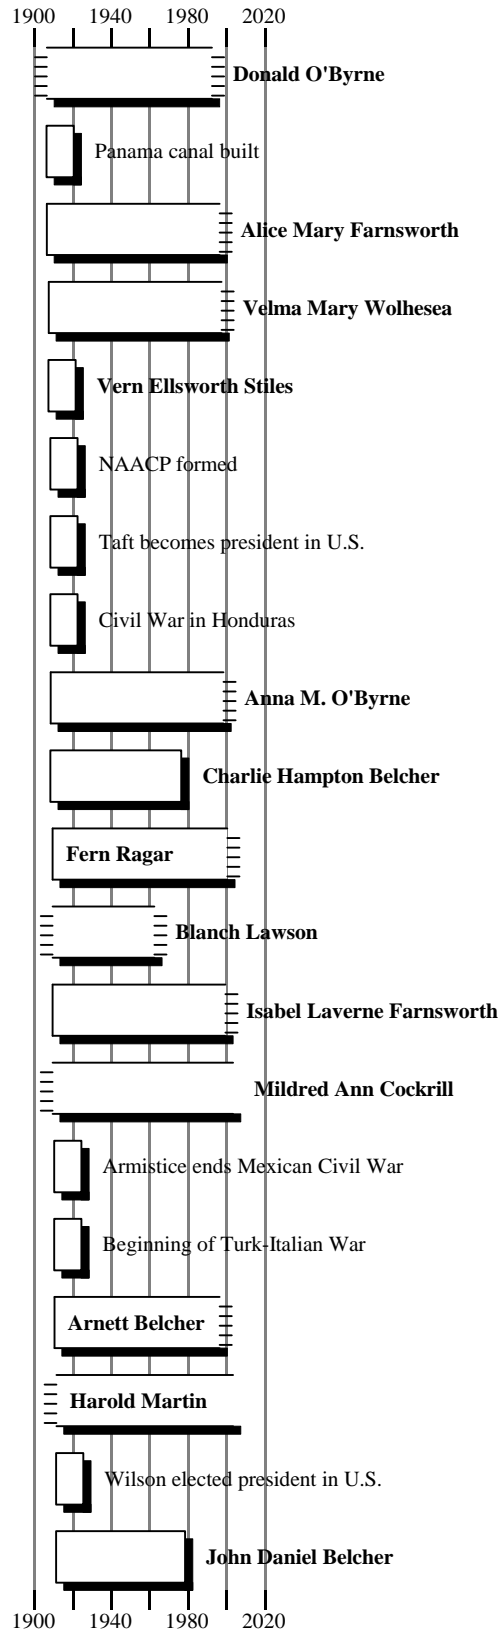 1900 1940 1980 2020
Donald O'Byrne
Panama canal built
Alice Mary Farnsworth
Velma Mary Wolhesea
Vern Ellsworth Stiles
NAACP formed
Taft becomes president in U.S.
Civil War in Honduras
Anna M. O'Byrne
Charlie Hampton Belcher
Fern Ragar
Blanch Lawson
Isabel Laverne Farnsworth
Mildred Ann Cockrill
Armistice ends Mexican Civil War
Beginning of Turk-Italian War
Arnett Belcher
Harold Martin
Wilson elected president in U.S.
John Daniel Belcher
1900 1940 1980 2020